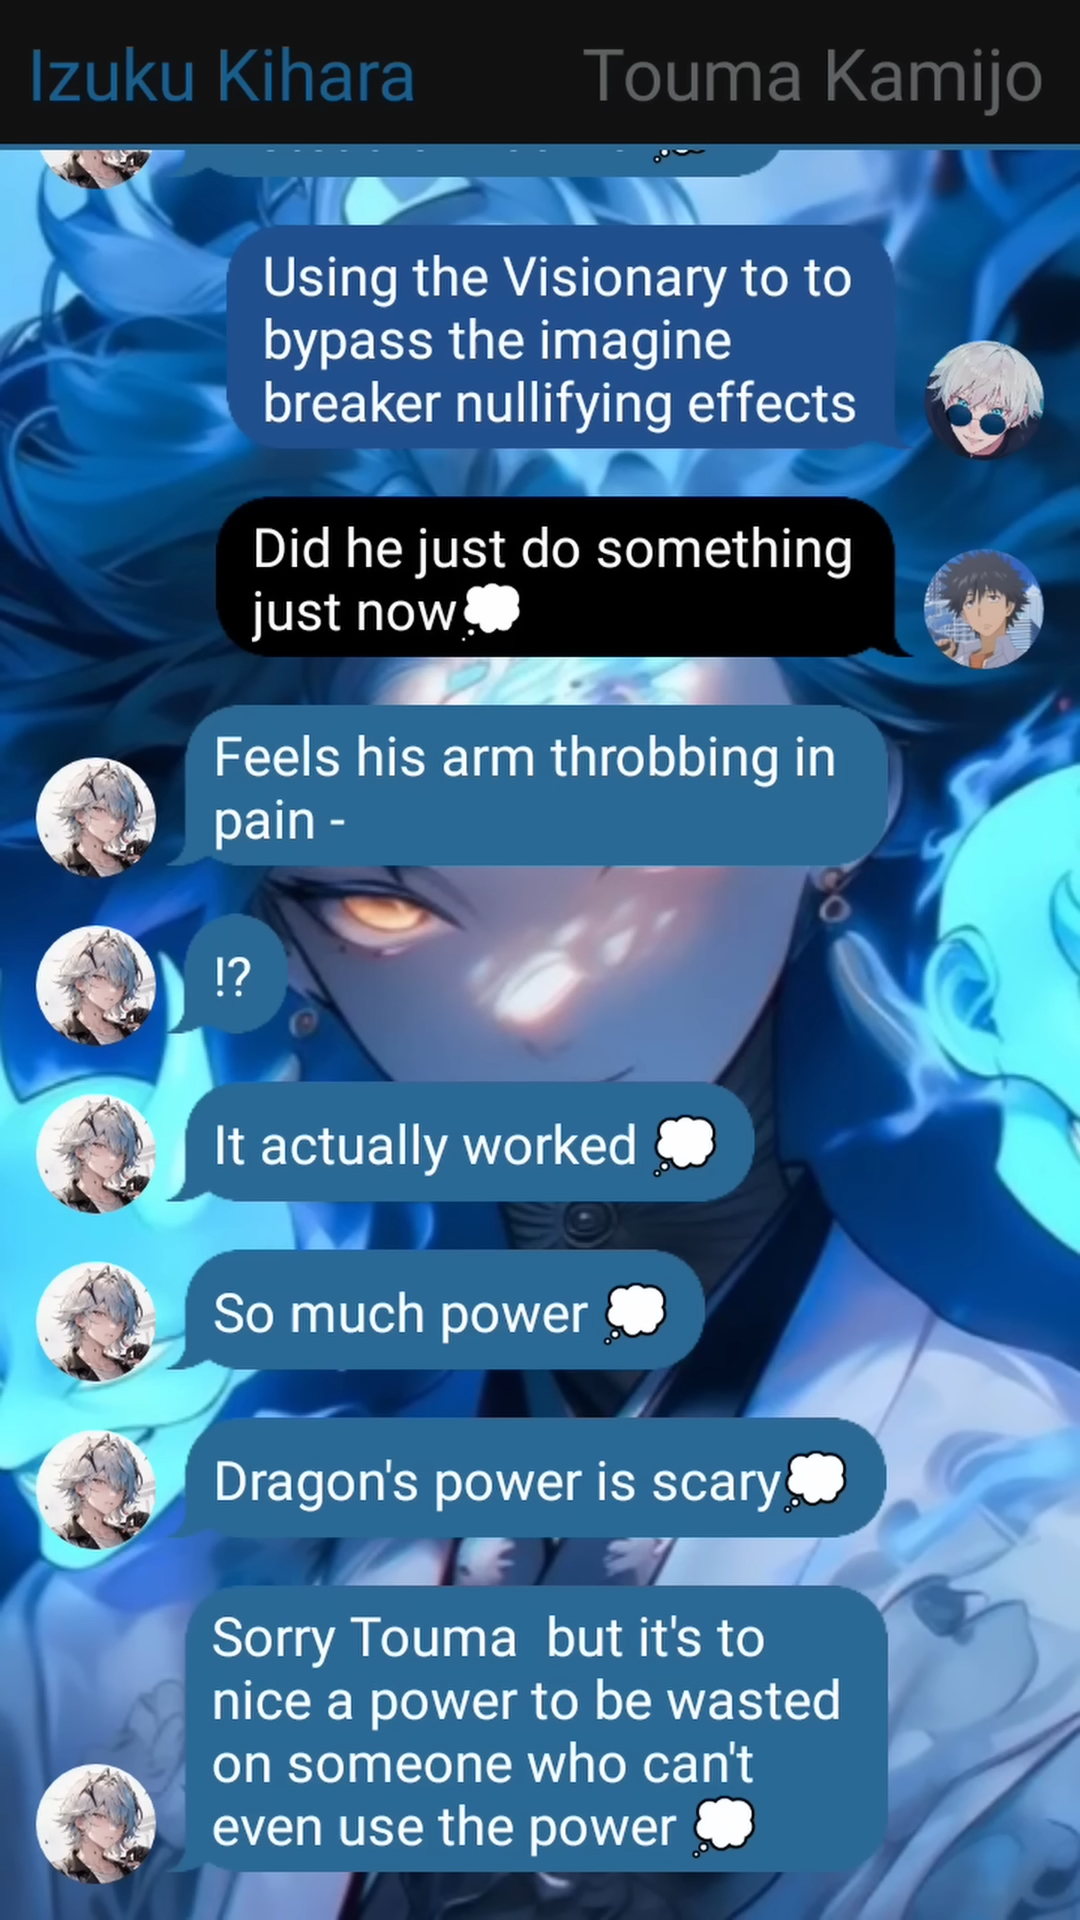 Izuku Kihara
Touma Kamijo
Using the Visionary to to
bypass the imagine
breaker nullifying effects
Did he just do something
just now💭
Feels his arm throbbing in
pain -
!?
It actually worked 💭
So much power 💭
Dragon's power is scary💭
Sorry Touma  but it's to
nice a power to be wasted
on someone who can't
even use the power 💭